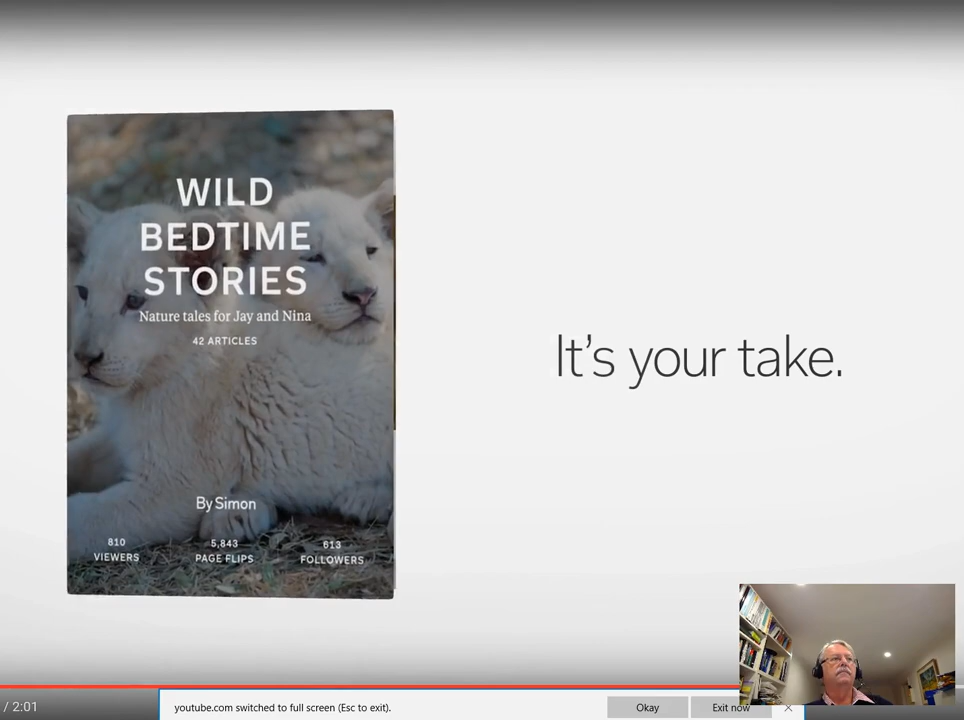 WILD
BEDTIME
STORIES
Nature tales for Jay and Nina
42 ARTICLES
By Simon
810
VIEWERS
5,843
PAGE FLIPS
613
FOLLOWERS
It's your take.
/ 2:01
youtube.com switched to full screen (Esc to exit).
Okay
Exit now